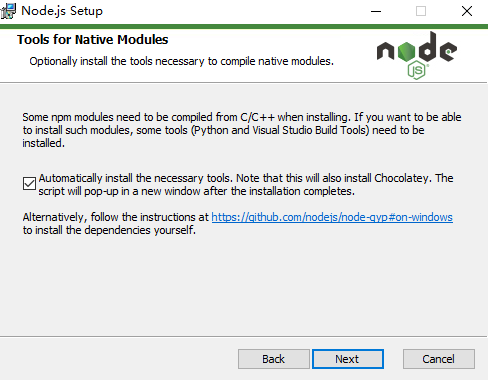 Node.js Setup
Tools for Native Modules
Optionally install the tools necessary to compile native modules.
node
JS
Some npm modules need to be compiled from C/C++ when installing. If you want to be able
to install such modules, some tools (Python and Visual Studio Build Tools) need to be
installed.
Automatically install the necessary tools. Note that this will also install Chocolatey. The
script will pop-up in a new window after the installation completes.
Alternatively, follow the instructions at https://github.com/nodejs/node-gyp#on-windows
to install the dependencies yourself.
Back Next Cancel